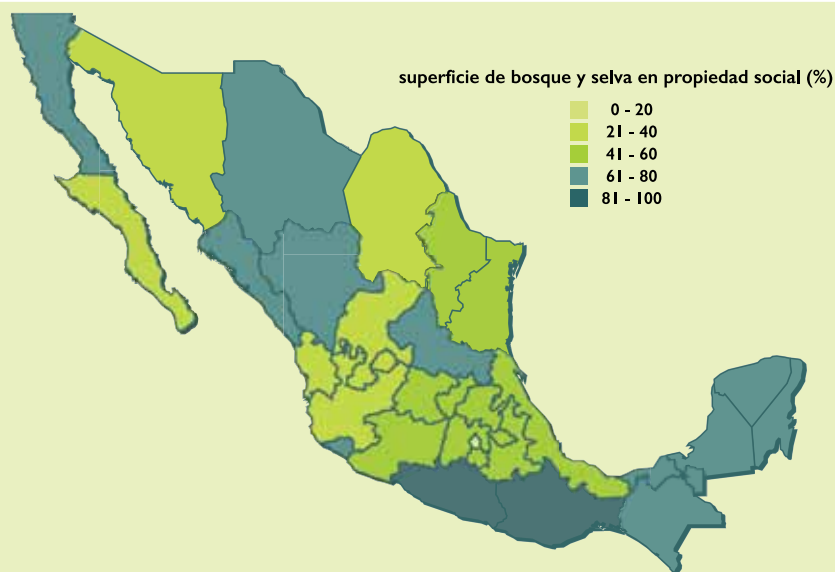 superficie de bosque y selva en propiedad social (%)
0 - 20
21 - 40
41 - 60
61 - 80
81 - 100